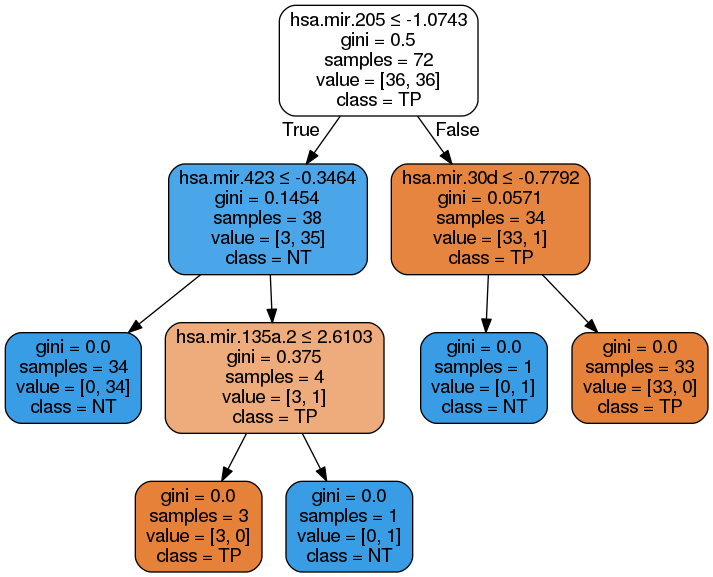 hsa.mir.205 ≤ -1.0743
gini = 0.5
samples = 72
value = [36, 36]
class = TP
True
False
hsa.mir.423 ≤ -0.3464
gini = 0.1454
samples = 38
value = [3, 35]
class = NT
hsa.mir.30d ≤ -0.7792
gini = 0.0571
samples = 34
value = [33, 1]
class = TP
gini = 0.0
samples = 34
value = [0, 34]
class = NT
hsa.mir.135a.2 ≤ 2.6103
gini = 0.375
samples = 4
value = [3, 1]
class = TP
gini = 0.0
samples = 1
value = [0, 1]
class = NT
gini = 0.0
samples = 33
value = [33, 0]
class = TP
gini = 0.0
samples = 3
value = [3, 0]
class = TP
gini = 0.0
samples = 1
value = [0, 1]
class = NT